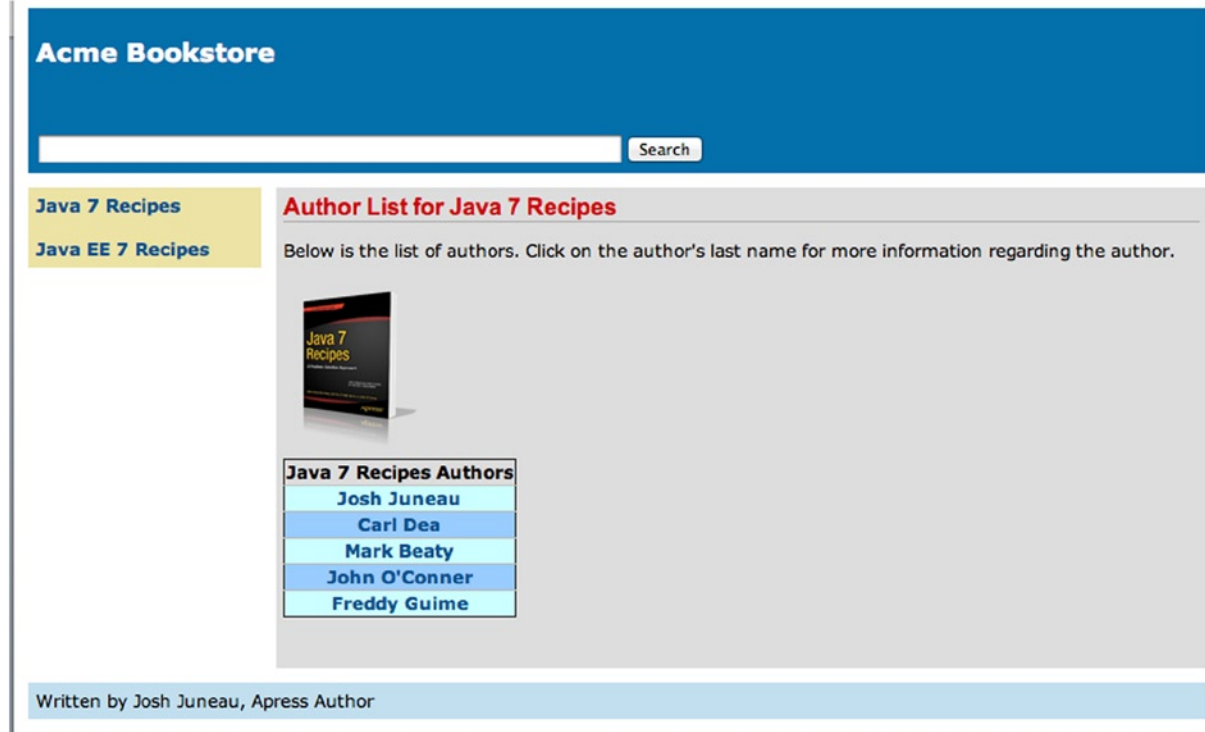 Acme Bookstore
Search
Java 7 Recipes
Java EE 7 Recipes
Author List for Java 7 Recipes
Below is the list of authors. Click on the author's last name for more information regarding the author.
Java 7
Recipes
Apress
Java 7 Recipes Authors
Josh Juneau
Carl Dea
Mark Beaty
John O'Conner
Freddy Guime
Written by Josh Juneau, Apress Author